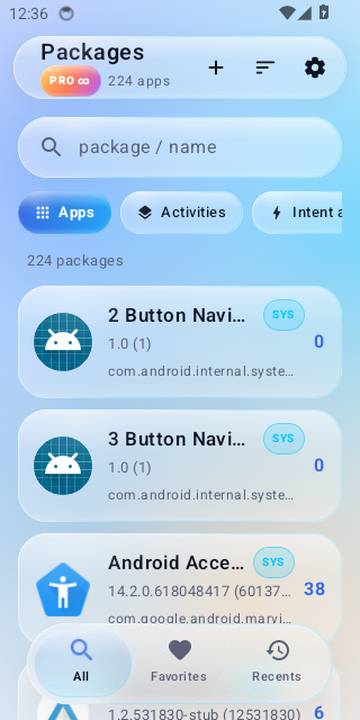 12:36
Packages
PRO ∞ 224 apps
package / name
Apps
Activities
Intent a
224 packages
2 Button Navi...
SYS
1.0 (1)
0
com.android.internal.syste...
3 Button Navi...
SYS
1.0 (1)
0
com.android.internal.syste...
Android Acce...
SYS
14.2.0.618048417 (60137...
38
com.google.android.marvi...
All
Favorites
Recents
1.2.531830-stub (12531830)
6